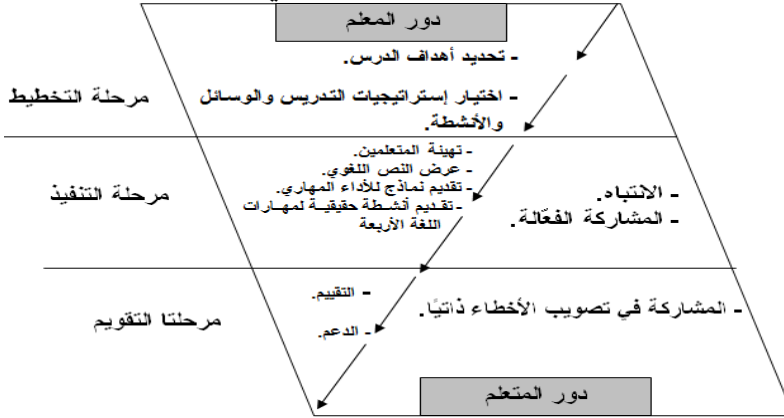 دور المعلم
- تحديد أهداف الدرس.
- اختيار إستراتيجيات التدريس والوسائل
والأنشطة.
مرحلة التخطيط
- تهيئة المتعلمين.
- عرض النص اللغوي.
- تقديم نماذج للأداء المهاري.
- تقديم أنشطة حقيقية لمهارات
اللغة الأربعة
- الانتباه.
- المشاركة الفعّالة.
مرحلة التنفيذ
- المشاركة في تصويب الأخطاء ذاتيًا.
- التقييم.
- الدعم.
مرحلتا التقويم
دور المتعلم